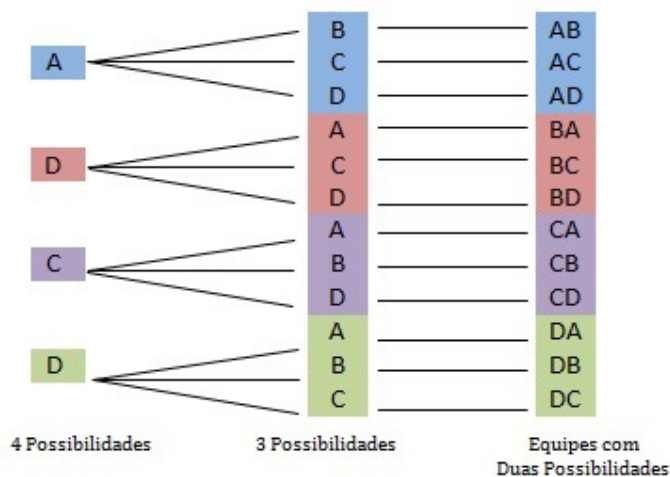 A
D
C
D
B
C
D
A
C
D
A
B
D
A
B
C
AB
AC
AD
BA
BC
BD
CA
CB
CD
DA
DB
DC
4 Possibilidades
3 Possibilidades
Equipes com
Duas Possibilidades